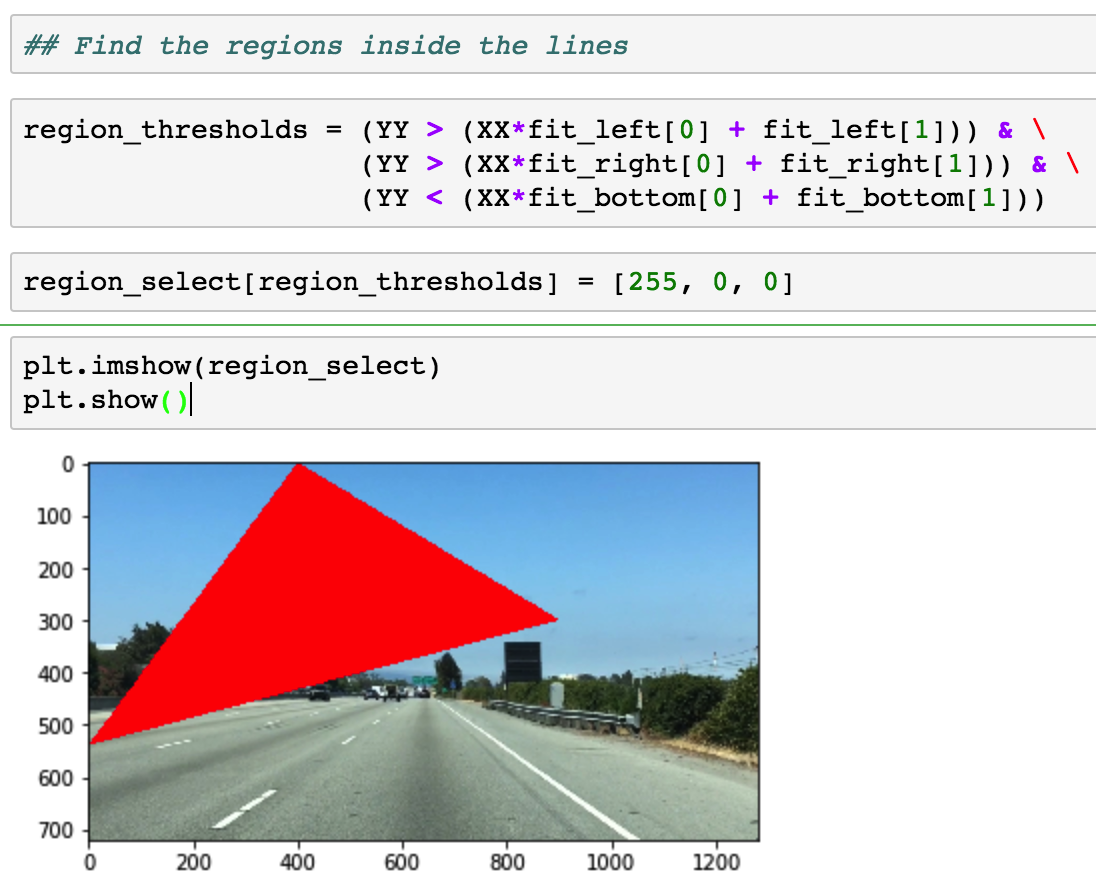 ## Find the regions inside the lines
region_thresholds = (YY > (XX*fit_left[0] + fit_left[1])) & \
(YY > (XX*fit_right[0] + fit_right[1])) & \
(YY < (XX*fit_bottom[0] + fit_bottom[1]))
region_select[region_thresholds] = [255, 0, 0]
plt.imshow(region_select)
plt.show()
0
100
200
300
400
500
600
700
0 200 400 600 800 1000 1200